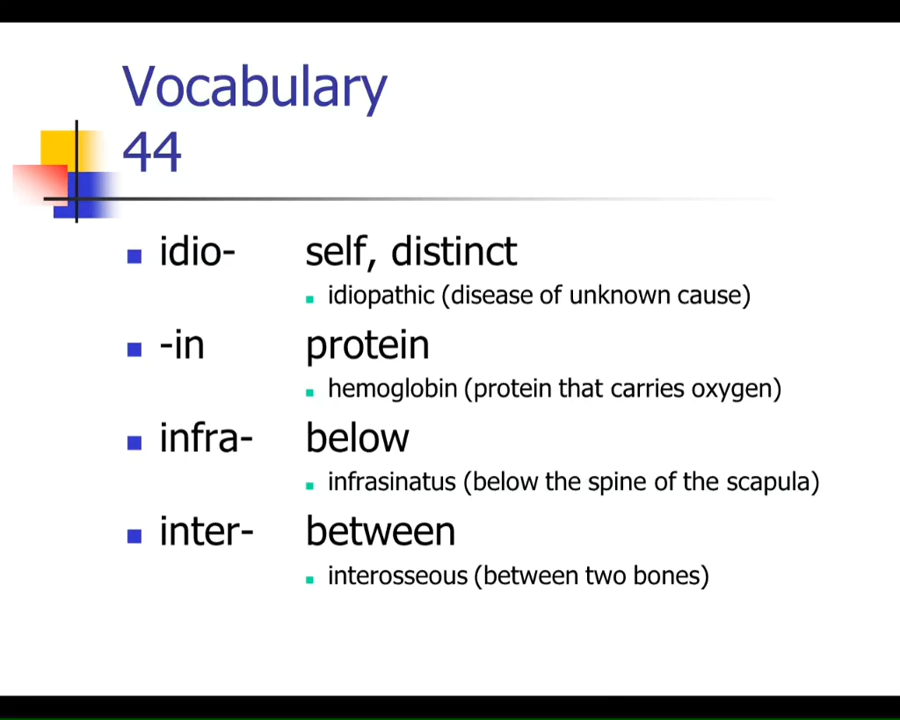 Vocabulary
44
idio- self, distinct
idiopathic (disease of unknown cause)
-in protein
hemoglobin (protein that carries oxygen)
infra- below
infrasinatus (below the spine of the scapula)
inter- between
interosseous (between two bones)